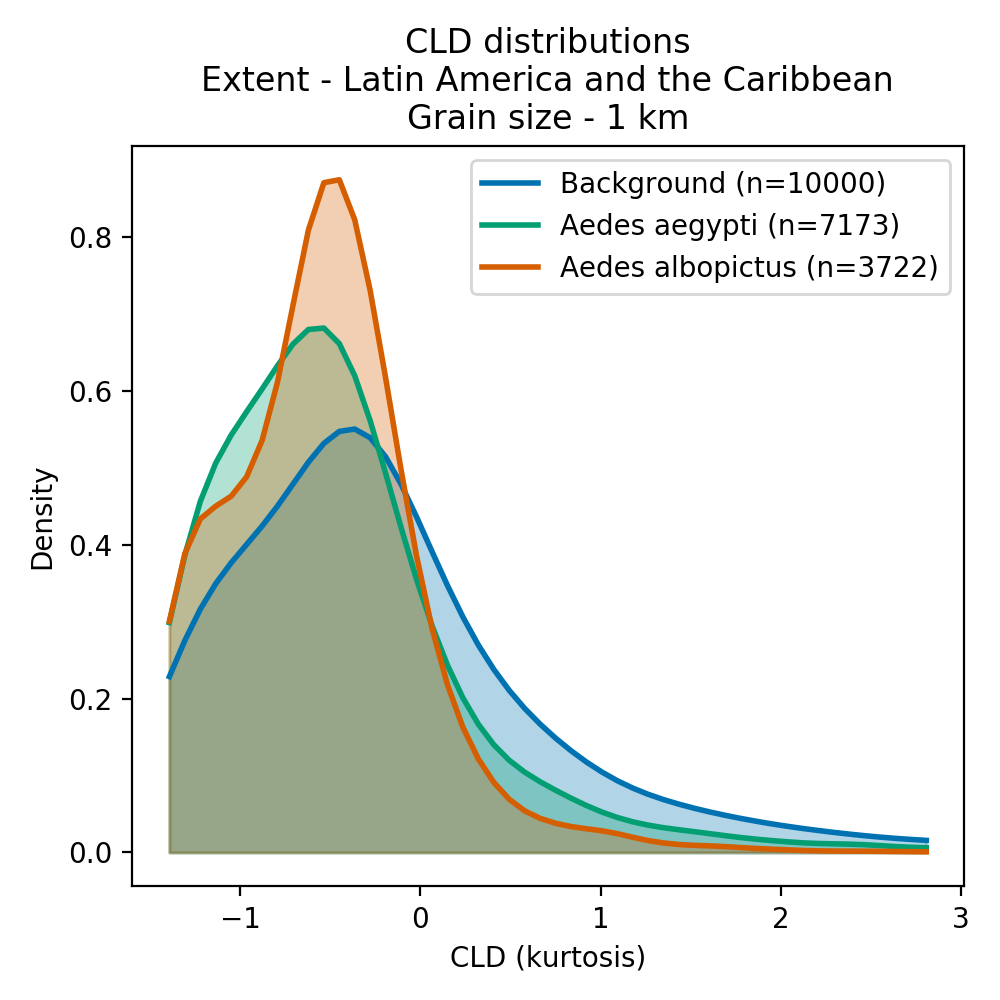 CLD distributions
Extent - Latin America and the Caribbean
Grain size - 1 km
Background (n=10000)
Aedes aegypti (n=7173)
Aedes albopictus (n=3722)
Density
0.8
0.6
0.4
0.2
0.0
−1
0
1
2
3
CLD (kurtosis)